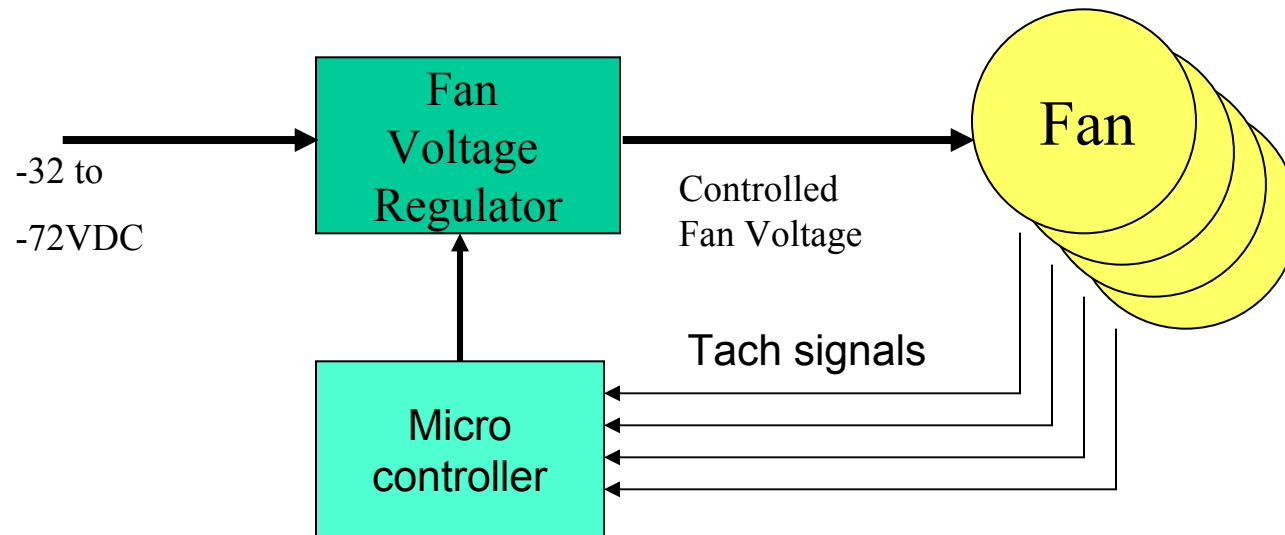 Fan
Voltage
Regulator
Fan
-32 to
-72VDC
Controlled
Fan Voltage
Tach signals
Micro
controller